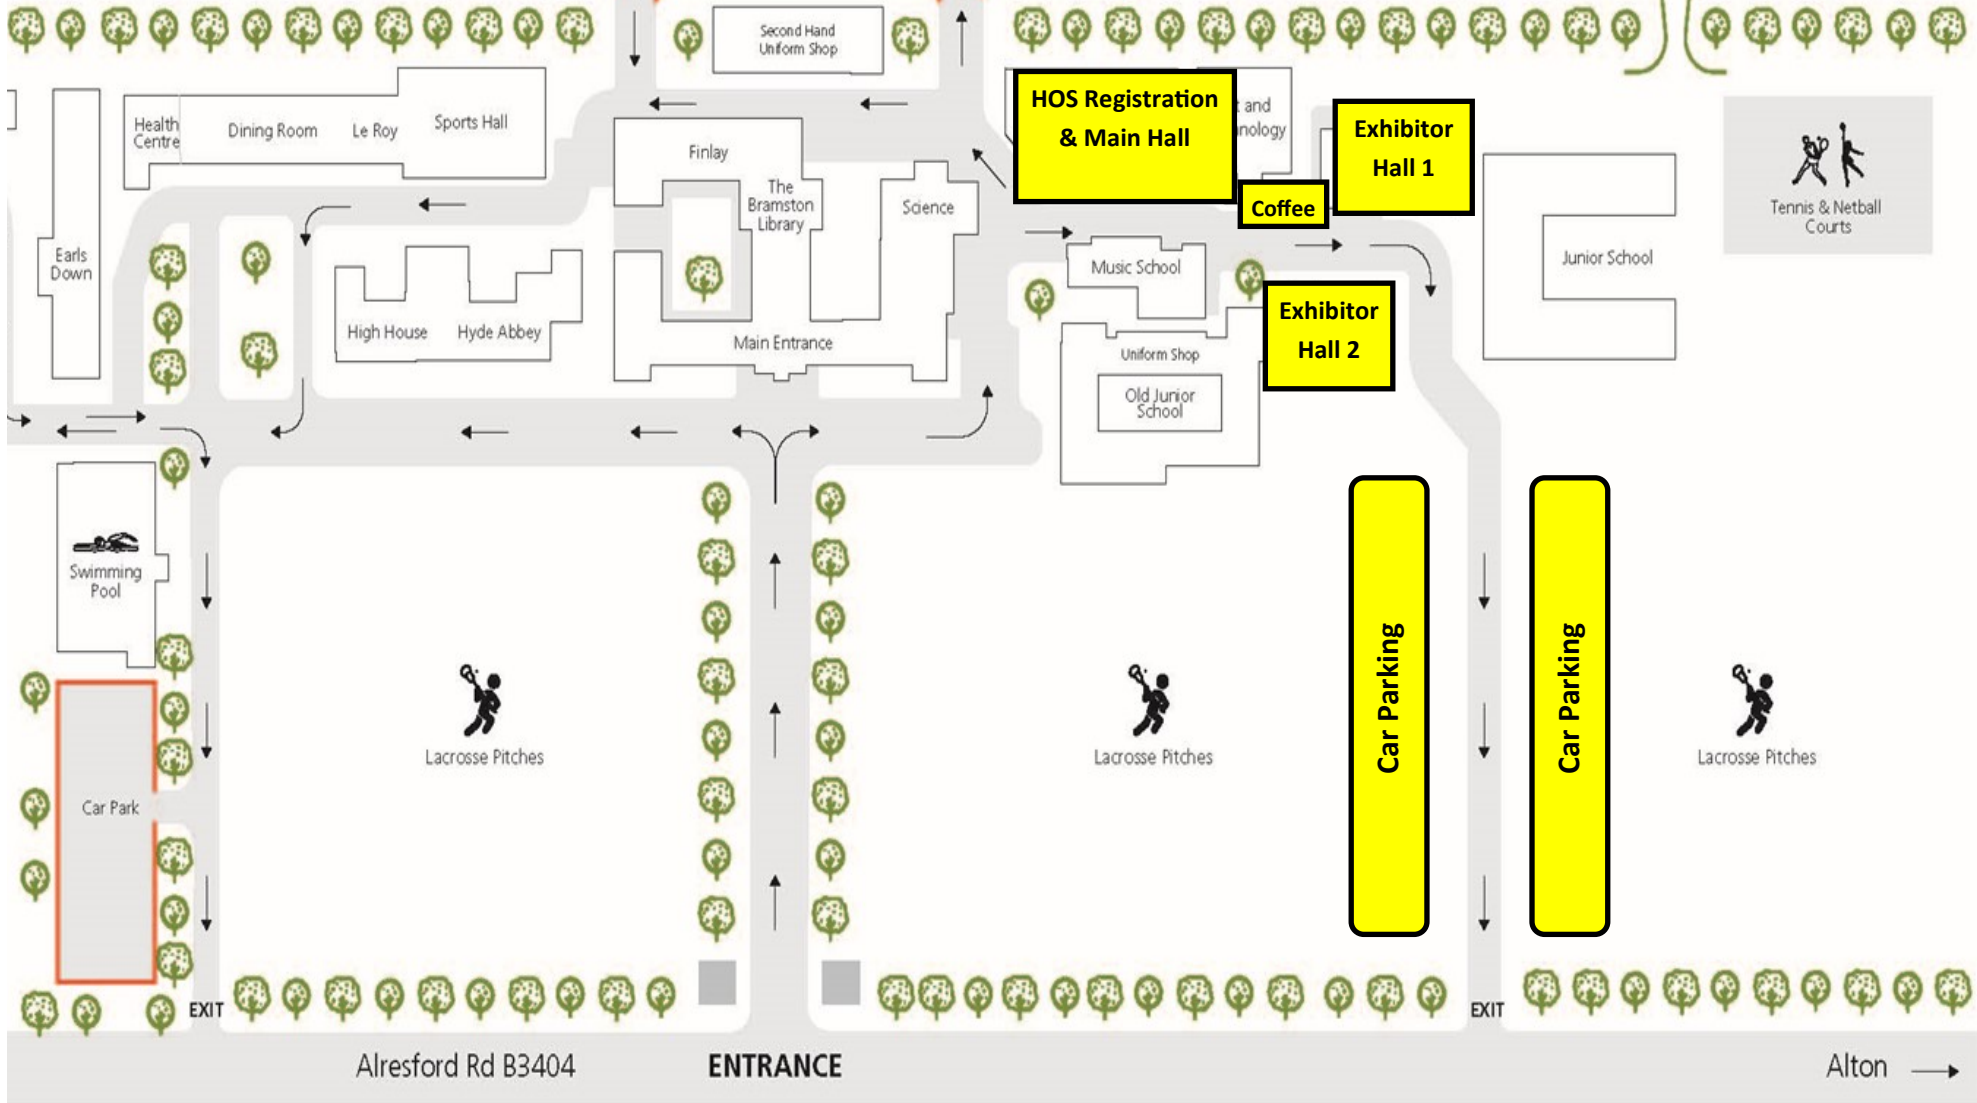 Second Hand
Uniform Shop
HOS Registration
& Main Hall
and
Exhibitor
Hall 1
Coffee
Health
Centre
Dining Room
Le Roy
Sports Hall
Finlay
The
Bramston
Library
Science
Tennis & Netball
Courts
Earls
Down
Music School
Junior School
Exhibitor
Hall 2
High House
Hyde Abbey
Main Entrance
Uniform Shop
Old Junior
School
Swimming
Pool
Car Parking
Car Parking
Lacrosse Pitches
Lacrosse Pitches
Lacrosse Pitches
Car Park
EXIT
EXIT
Alresford Rd B3404
ENTRANCE
Alton